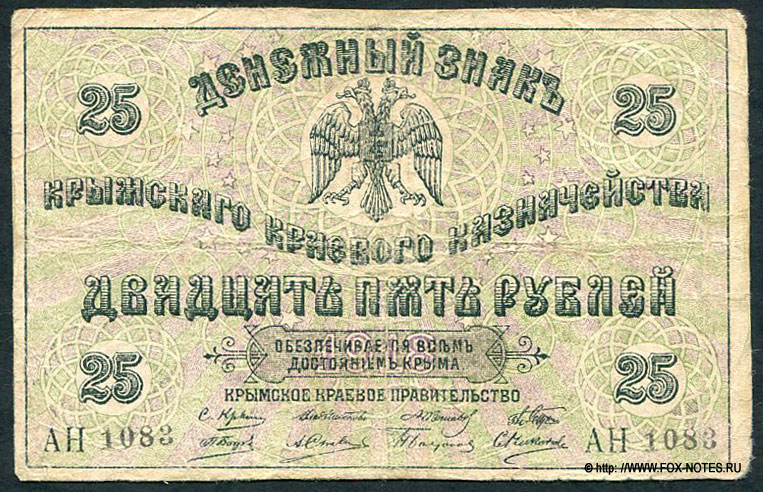 ДЕНЕЖНЫЙ ЗНАКЪ
25 25
КРЫМСКАГО КРАЕВОГО КАЗНАЧЕЙСТВА
ДВАДЦАТЬ ПЯТЬ РУБЛЕЙ
25 25
ОБЕЗПЕЧИВАЕТСЯ ВСѢМЪ
ДОСТОЯНІЕМЪ КРЫМА
КРЫМСКОЕ КРАЕВОЕ ПРАВИТЕЛЬСТВО
АН 1083 АН 1083
© http://WWW.FOX-NOTES.RU